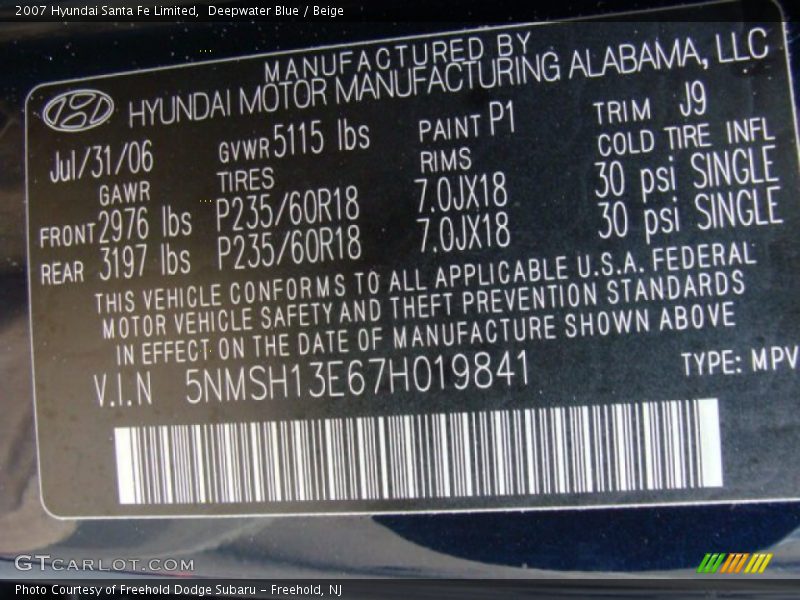 2007 Hyundai Santa Fe Limited, Deepwater Blue / Beige
MANUFACTURED BY
HYUNDAI MOTOR MANUFACTURING ALABAMA, LLC
Jul/31/06 GVWR 5115 lbs PAINT P1 TRIM J9
GAWR TIRES RIMS COLD TIRE INFL
FRONT 2976 lbs P235/60R18 7.0JX18 30 psi SINGLE
REAR 3197 lbs P235/60R18 7.0JX18 30 psi SINGLE
THIS VEHICLE CONFORMS TO ALL APPLICABLE U.S.A. FEDERAL
MOTOR VEHICLE SAFETY AND THEFT PREVENTION STANDARDS
IN EFFECT ON THE DATE OF MANUFACTURE SHOWN ABOVE
V.I.N 5NMSH13E67H019841 TYPE: MPV
GTCARLOT.COM
Photo Courtesy of Freehold Dodge Subaru - Freehold, NJ